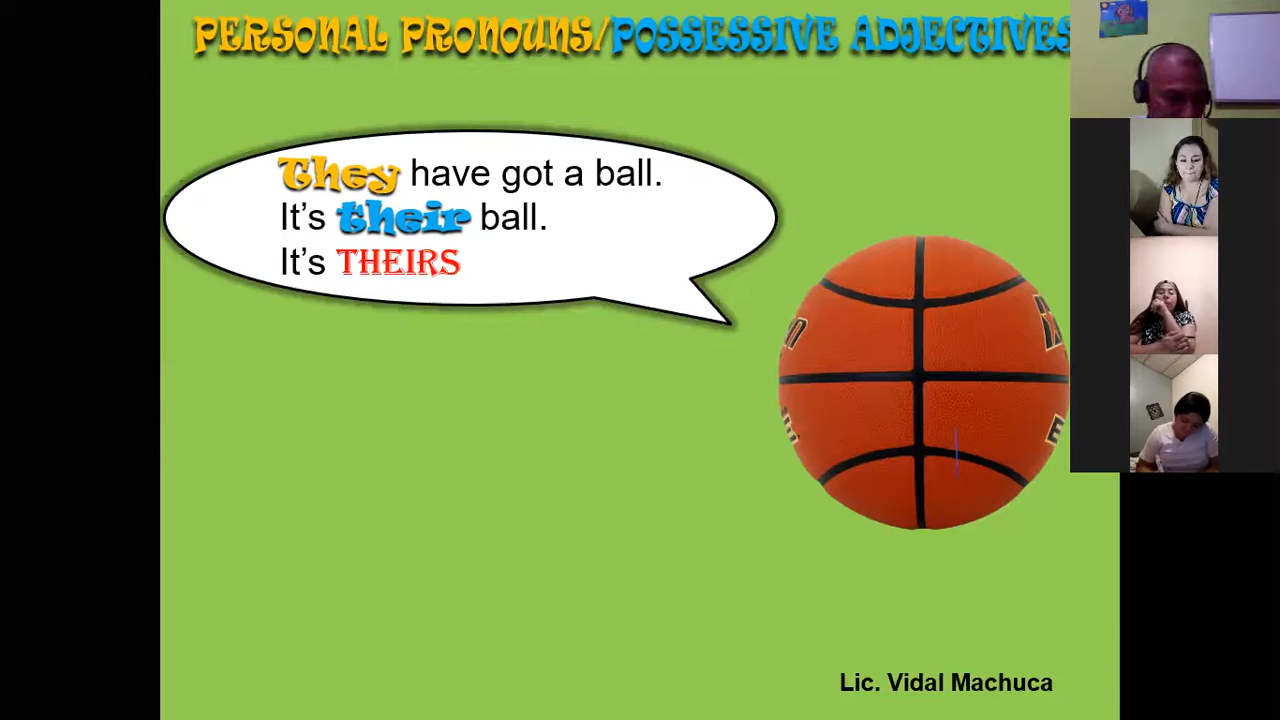 PERSONAL PRONOUNS/POSSESSIVE ADJECTIVES
They have got a ball.
It's their ball.
It's THEIRS
Lic. Vidal Machuca